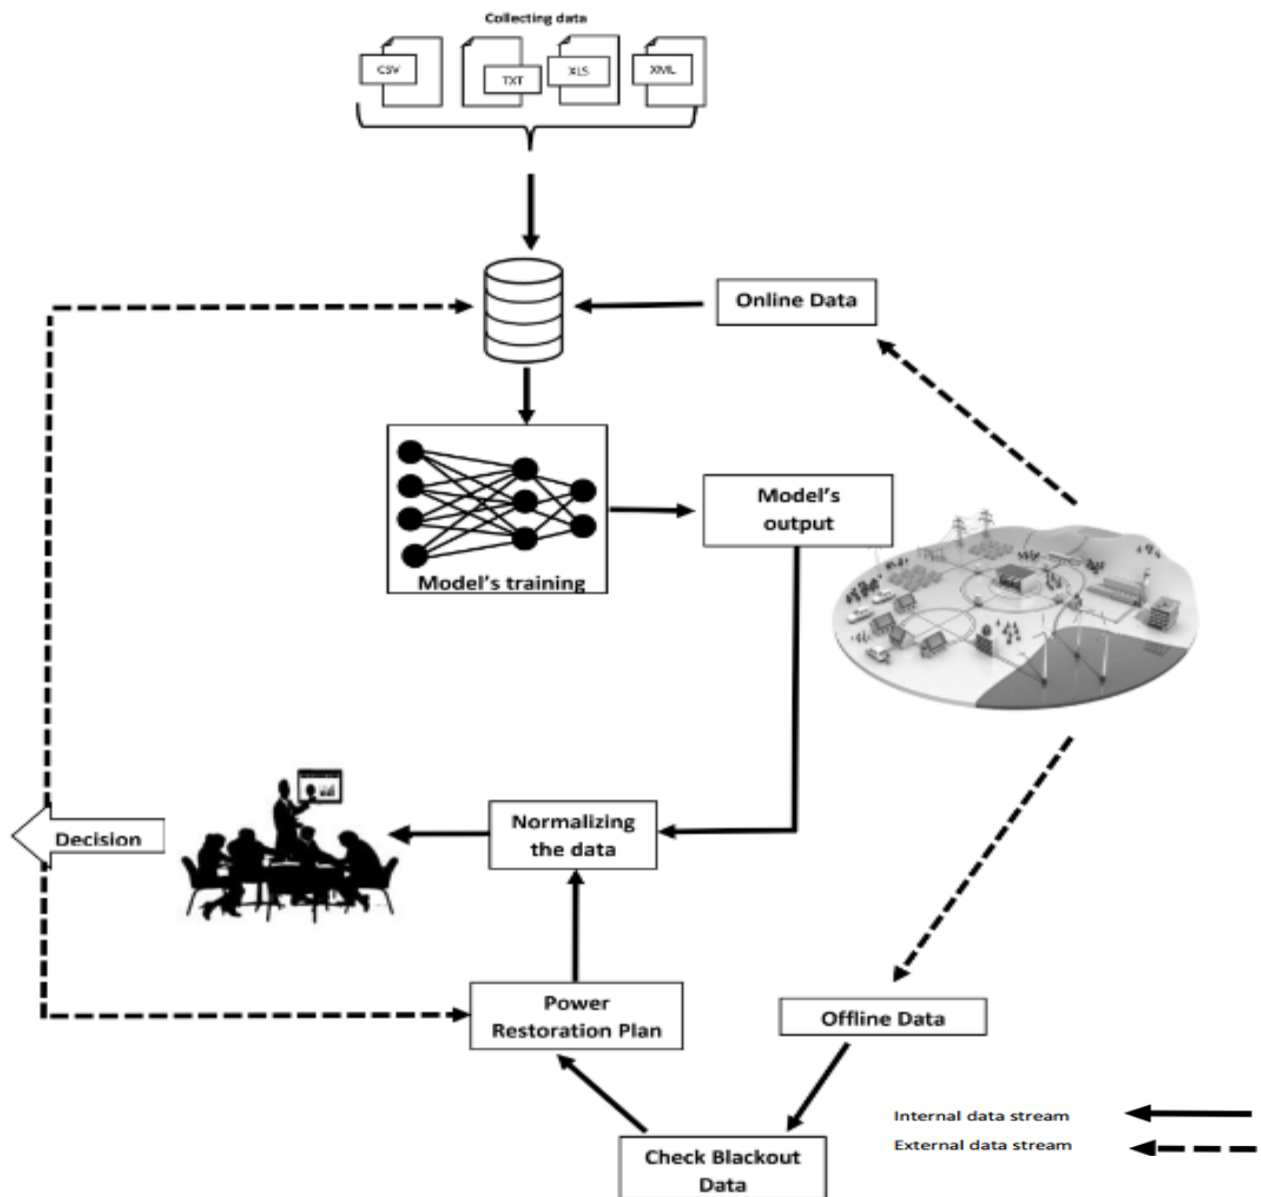 Collecting data
CSV
TXT
XLS
XML
Online Data
Model's
output
Model's training
Normalizing
the data
Decision
Power
Restoration Plan
Offline Data
Check Blackout
Data
Internal data stream
External data stream